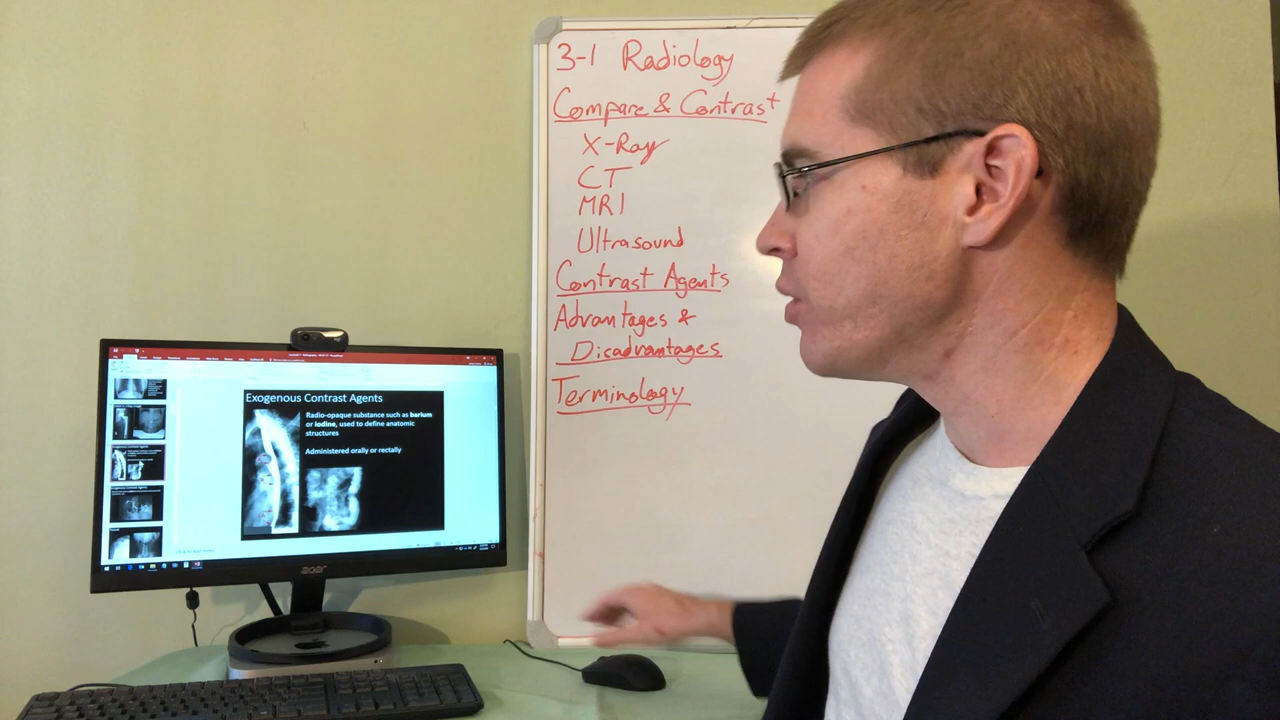 3-1 Radiology
Compare & Contrast
X-Ray
CT
MRI
Ultrasound
Contrast Agents
Advantages &
Disadvantages
Terminology
Exogenous Contrast Agents
Radio-opaque substance such as barium
or iodine, used to define anatomic
structures
Administered orally or rectally
acer